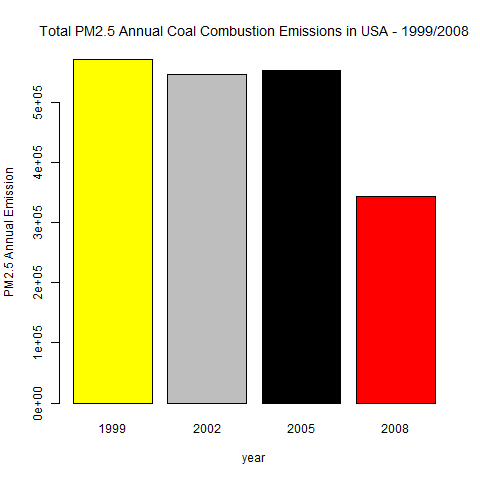 Total PM2.5 Annual Coal Combustion Emissions in USA - 1999/2008
PM2.5 Annual Emission
5e+05
4e+05
3e+05
2e+05
1e+05
0e+00
1999 2002 2005 2008
year